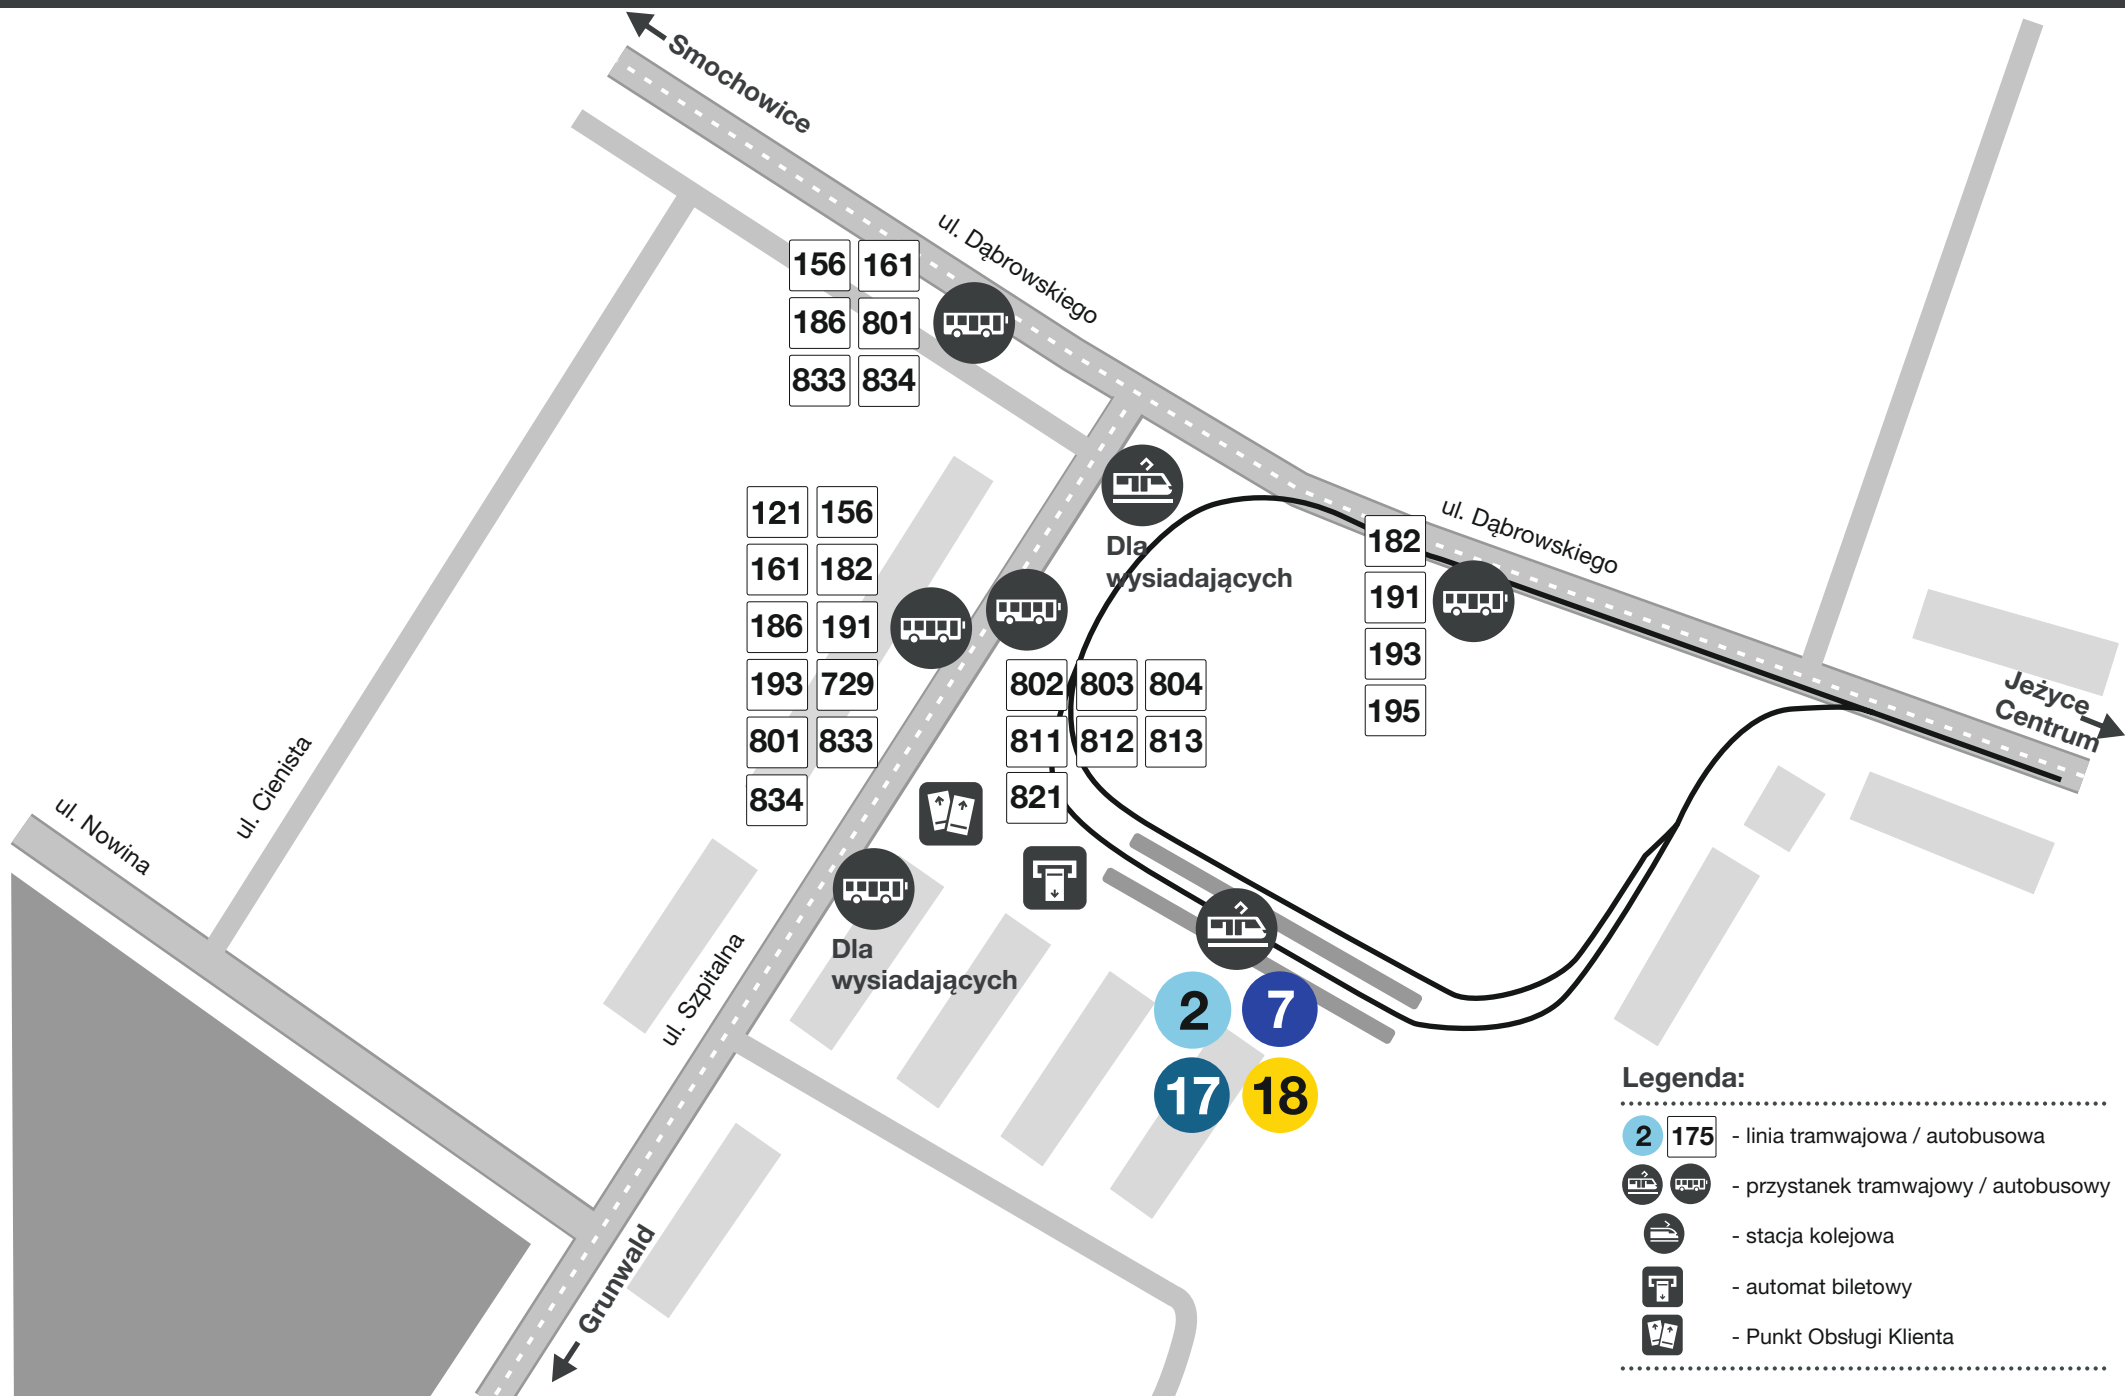 Smochowice
ul. Dąbrowskiego
156 161
186 801
833 834
121 156
161 182
186 191
193 729
801 833
834
Dla
wysiadających
ul. Dąbrowskiego
182
191
193
195
802 803 804
811 812 813
821
Jeżyce
Centrum
ul. Cienista
ul. Nowina
ul. Szpitalna
Dla
wysiadających
2 7
17 18
Grunwald
Legenda:
2 175 - linia tramwajowa / autobusowa
- przystanek tramwajowy / autobusowy
- stacja kolejowa
- automat biletowy
- Punkt Obsługi Klienta